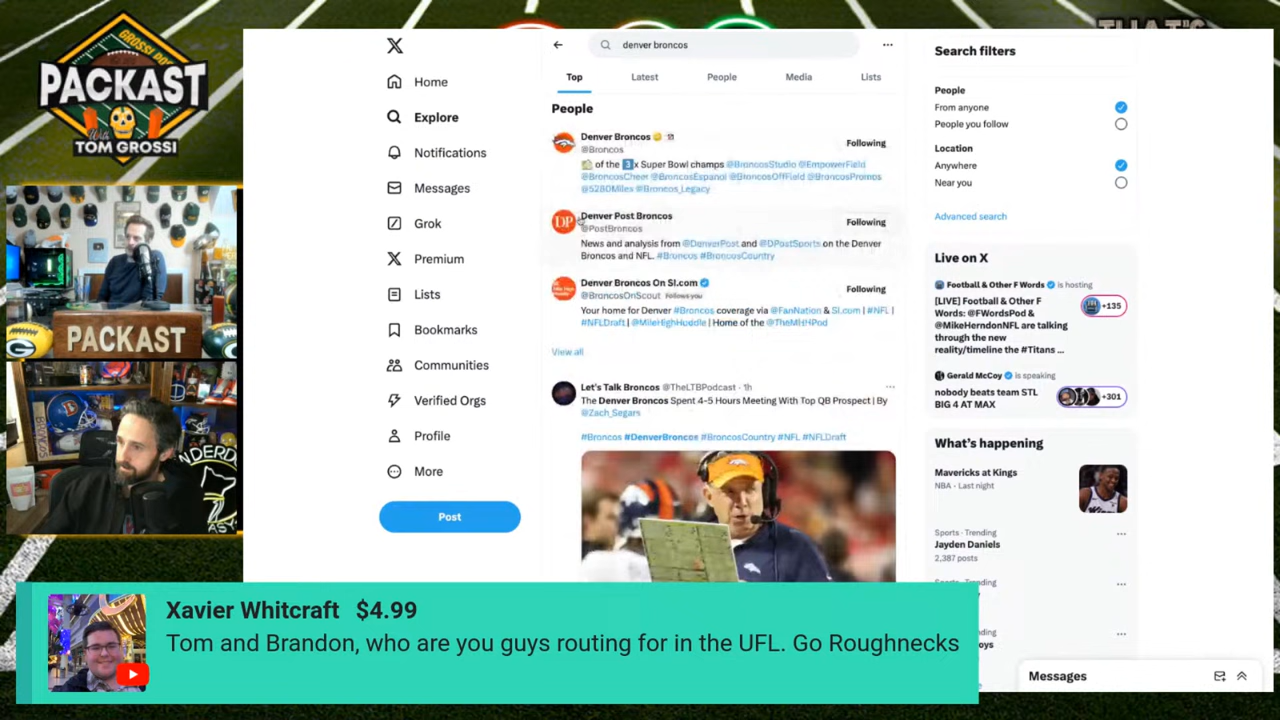 GROSSI DOG
PACKAST
With
TOM GROSSI
THAT'S
PACKAST
BRONCOS
Home
Explore
Notifications
Messages
Grok
Premium
Lists
Bookmarks
Communities
Verified Orgs
Profile
More
Post
denver broncos
Top
Latest
People
Media
Lists
People
Denver Broncos
@Broncos
Following
of the 3x Super Bowl champs @BroncosStudio @EmpowerField
@BroncosCheer @BroncosEspanol @BroncosOffField @BroncosPromos
@5280Miles #Broncos_Legacy
DP
Denver Post Broncos
@PostBroncos
Following
News and analysis from @DenverPost and @DPostSports on the Denver
Broncos and NFL. #Broncos #BroncosCountry
Denver Broncos On SI.com
@BroncosOnScout Follows you
Following
Your home for Denver #Broncos coverage via @FanNation & SI.com | #NFL |
#NFLDraft | @MileHighHuddle | Home of the @TheMHHPod
View all
Let's Talk Broncos @TheLTBPodcast · 1h
The Denver Broncos Spent 4-5 Hours Meeting With Top QB Prospect | By
@Zach_Segars
#Broncos #DenverBroncos #BroncosCountry #NFL #NFLDraft
Search filters
People
From anyone
People you follow
Location
Anywhere
Near you
Advanced search
Live on X
Football & Other F Words is hosting
[LIVE] Football & Other F
Words: @FWordsPod &
@MikeHerndonNFL are talking
through the new
reality/timeline the #Titans ...
+135
Gerald McCoy is speaking
nobody beats team STL
BIG 4 AT MAX
+301
What's happening
Mavericks at Kings
NBA · Last night
Sports · Trending
Jayden Daniels
2,387 posts
Messages
Xavier Whitcraft $4.99
Tom and Brandon, who are you guys routing for in the UFL. Go Roughnecks